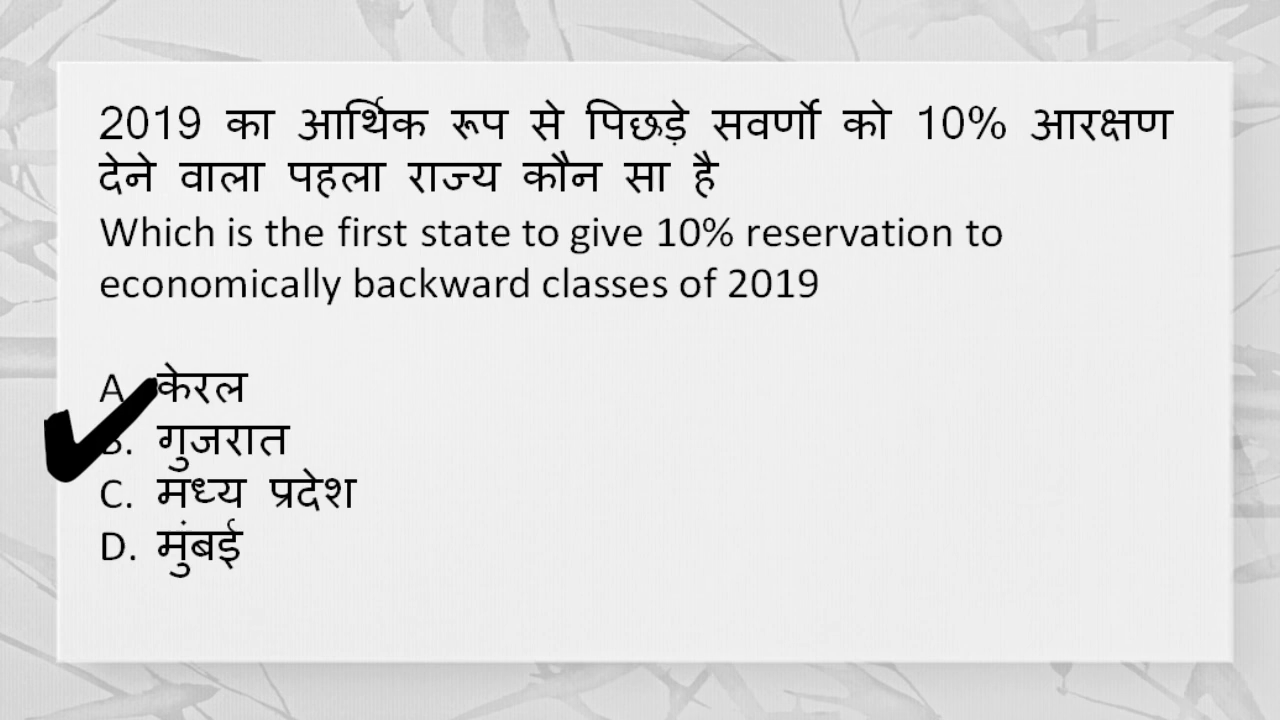 2019 का आर्थिक रूप से पिछड़े सवर्णो को 10% आरक्षण
देने वाला पहला राज्य कौन सा है
Which is the first state to give 10% reservation to
economically backward classes of 2019
A. केरल
B. गुजरात
C. मध्य प्रदेश
D. मुंबई